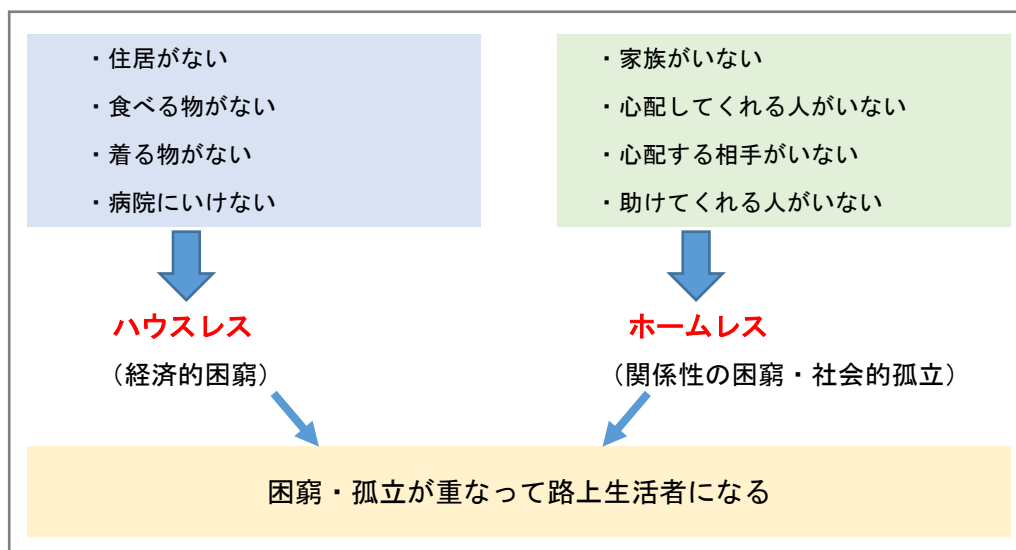 ・住居がない
・食べる物がない
・着る物がない
・病院にいけない
ハウスレス
（経済的困窮）
・家族がいない
・心配してくれる人がいない
・心配する相手がいない
・助けてくれる人がいない
ホームレス
（関係性の困窮・社会的孤立）
困窮・孤立が重なって路上生活者になる